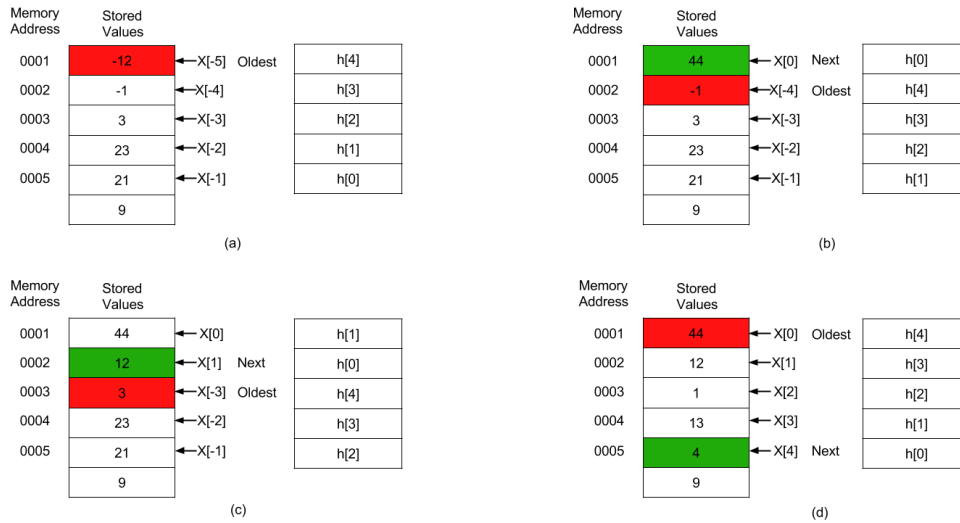 Memory Stored
Address Values
0001 -12 X[-5] Oldest h[4]
0002 -1 X[-4] h[3]
0003 3 X[-3] h[2]
0004 23 X[-2] h[1]
0005 21 X[-1] h[0]
9
(a)
Memory Stored
Address Values
0001 44 X[0] Next h[0]
0002 -1 X[-4] Oldest h[4]
0003 3 X[-3] h[3]
0004 23 X[-2] h[2]
0005 21 X[-1] h[1]
9
(b)
Memory Stored
Address Values
0001 44 X[0] h[1]
0002 12 X[1] Next h[0]
0003 3 X[-3] Oldest h[4]
0004 23 X[-2] h[3]
0005 21 X[-1] h[2]
9
(c)
Memory Stored
Address Values
0001 44 X[0] Oldest h[4]
0002 12 X[1] h[3]
0003 1 X[2] h[2]
0004 13 X[3] h[1]
0005 4 X[4] Next h[0]
9
(d)